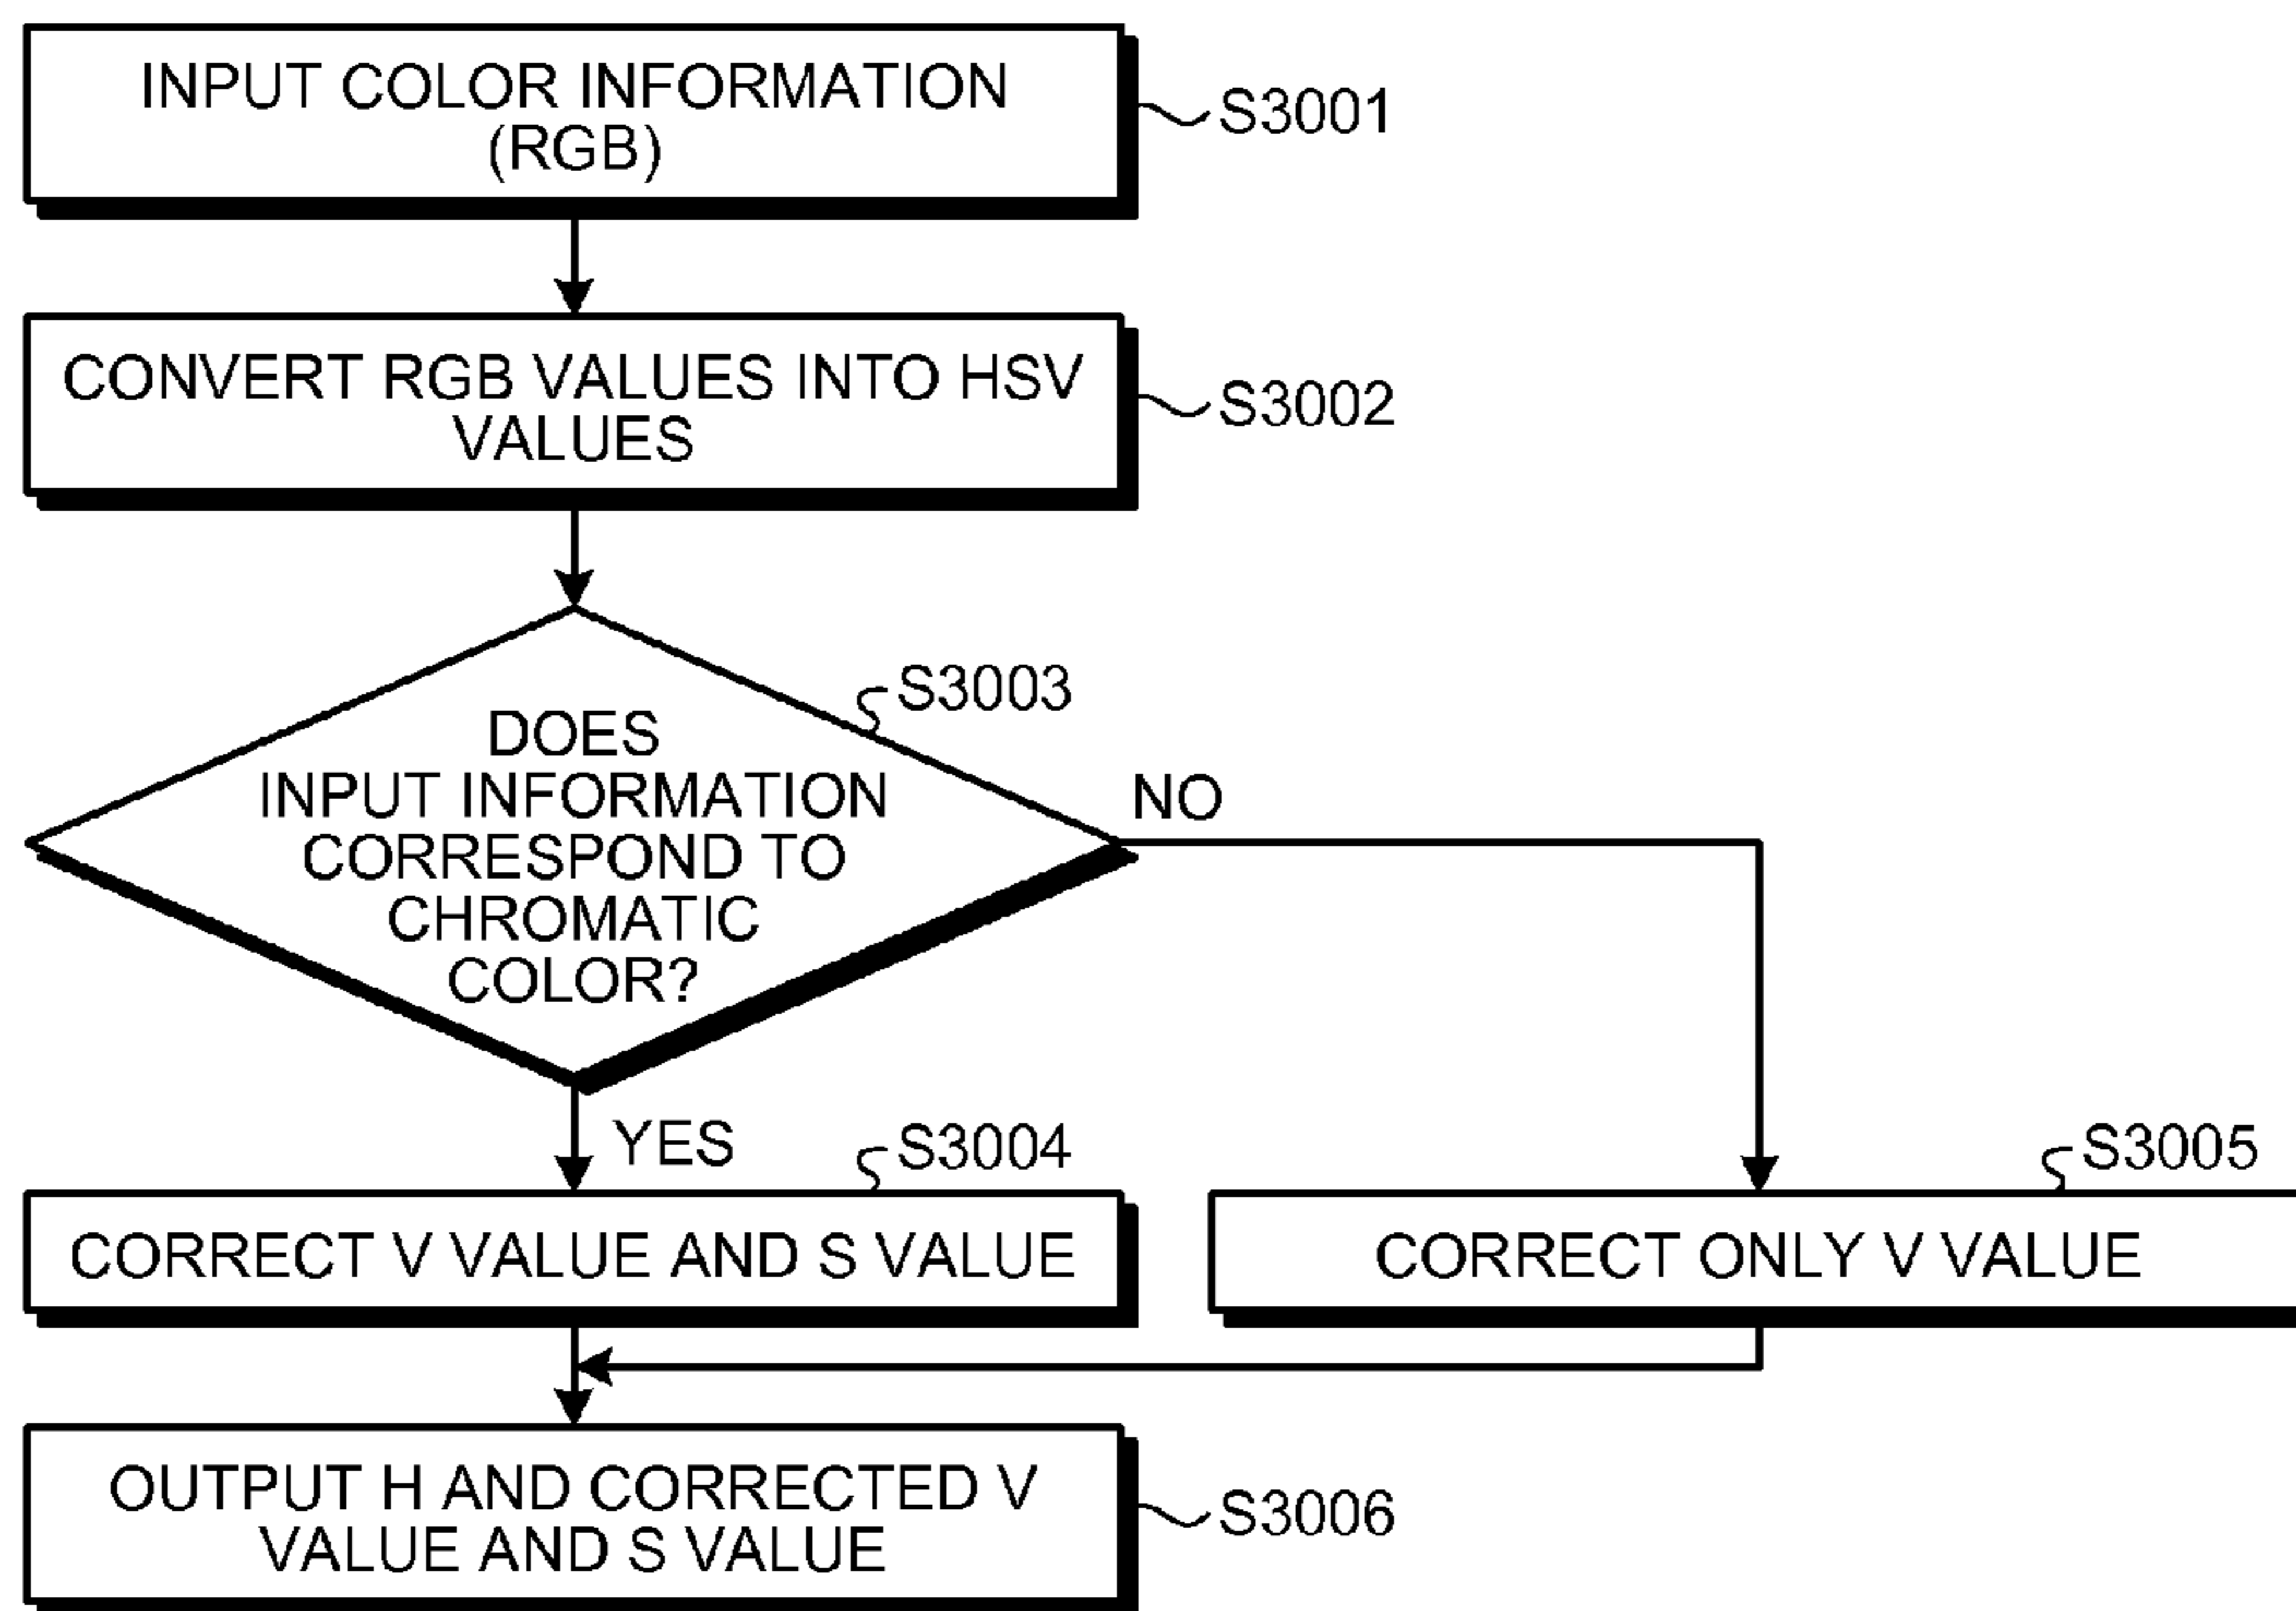 INPUT COLOR INFORMATION
(RGB)
S3001
CONVERT RGB VALUES INTO HSV
VALUES
S3002
S3003
DOES
INPUT INFORMATION
CORRESPOND TO
CHROMATIC
COLOR?
NO
YES
S3004
S3005
CORRECT V VALUE AND S VALUE
CORRECT ONLY V VALUE
OUTPUT H AND CORRECTED V
VALUE AND S VALUE
S3006